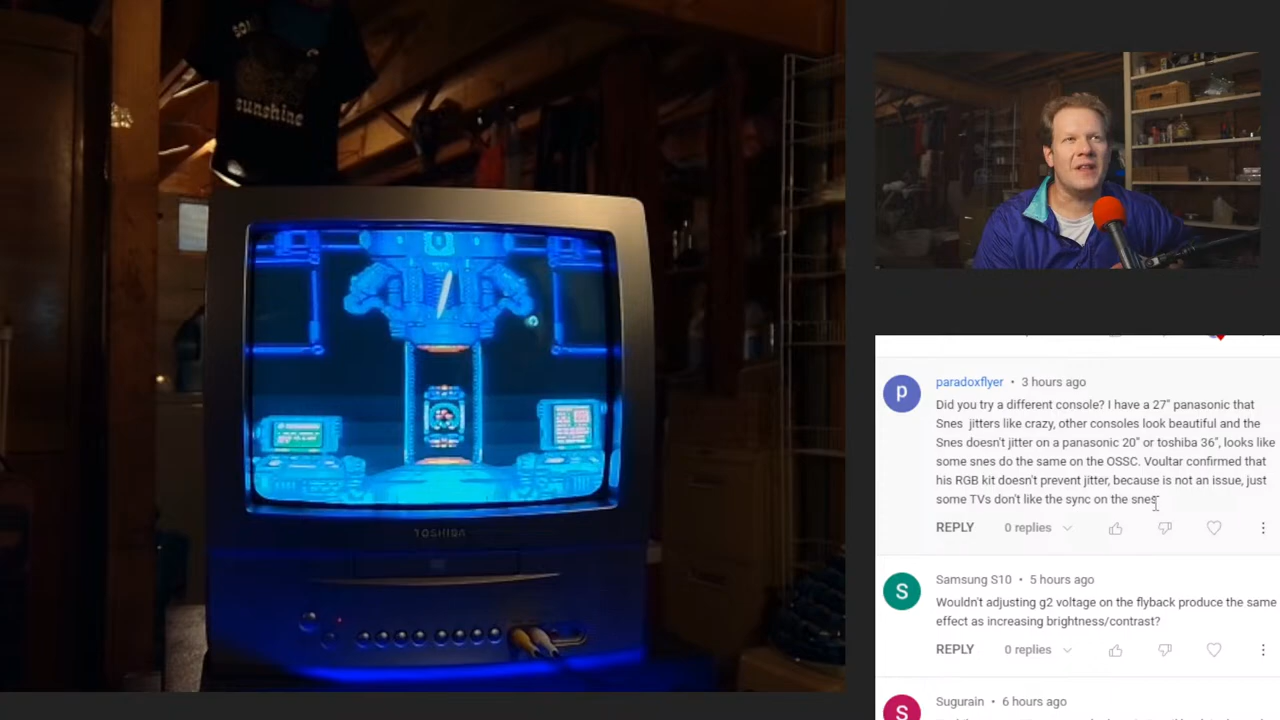 sunshine
TOSHIBA
p
paradoxflyer • 3 hours ago
Did you try a different console? I have a 27" panasonic that
Snes jitters like crazy, other consoles look beautiful and the
Snes doesn't jitter on a panasonic 20" or toshiba 36", looks like
some snes do the same on the OSSC. Voultar confirmed that
his RGB kit doesn't prevent jitter, because is not an issue, just
some TVs don't like the sync on the snes
REPLY 0 replies
S
Samsung S10 • 5 hours ago
Wouldn't adjusting g2 voltage on the flyback produce the same
effect as increasing brightness/contrast?
REPLY 0 replies
S
Sugurain • 6 hours ago